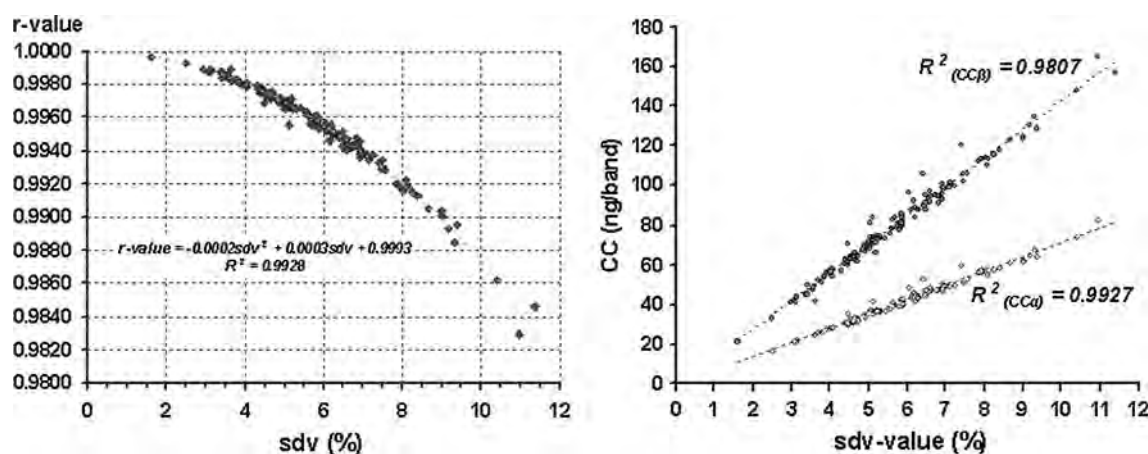 r-value
1.0000
0.9980
0.9960
0.9940
0.9920
0.9900
0.9880
0.9860
0.9840
0.9820
0.9800
r-value = -0.0002sdv² + 0.0003sdv + 0.9993
R² = 0.9928
0 2 4 6 8 10 12
sdv (%)
180
160
140
120
100
80
60
40
20
0
CC (ng/band)
R² (CCβ) = 0.9807
R² (CCα) = 0.9927
0 1 2 3 4 5 6 7 8 9 10 11 12
sdv-value (%)